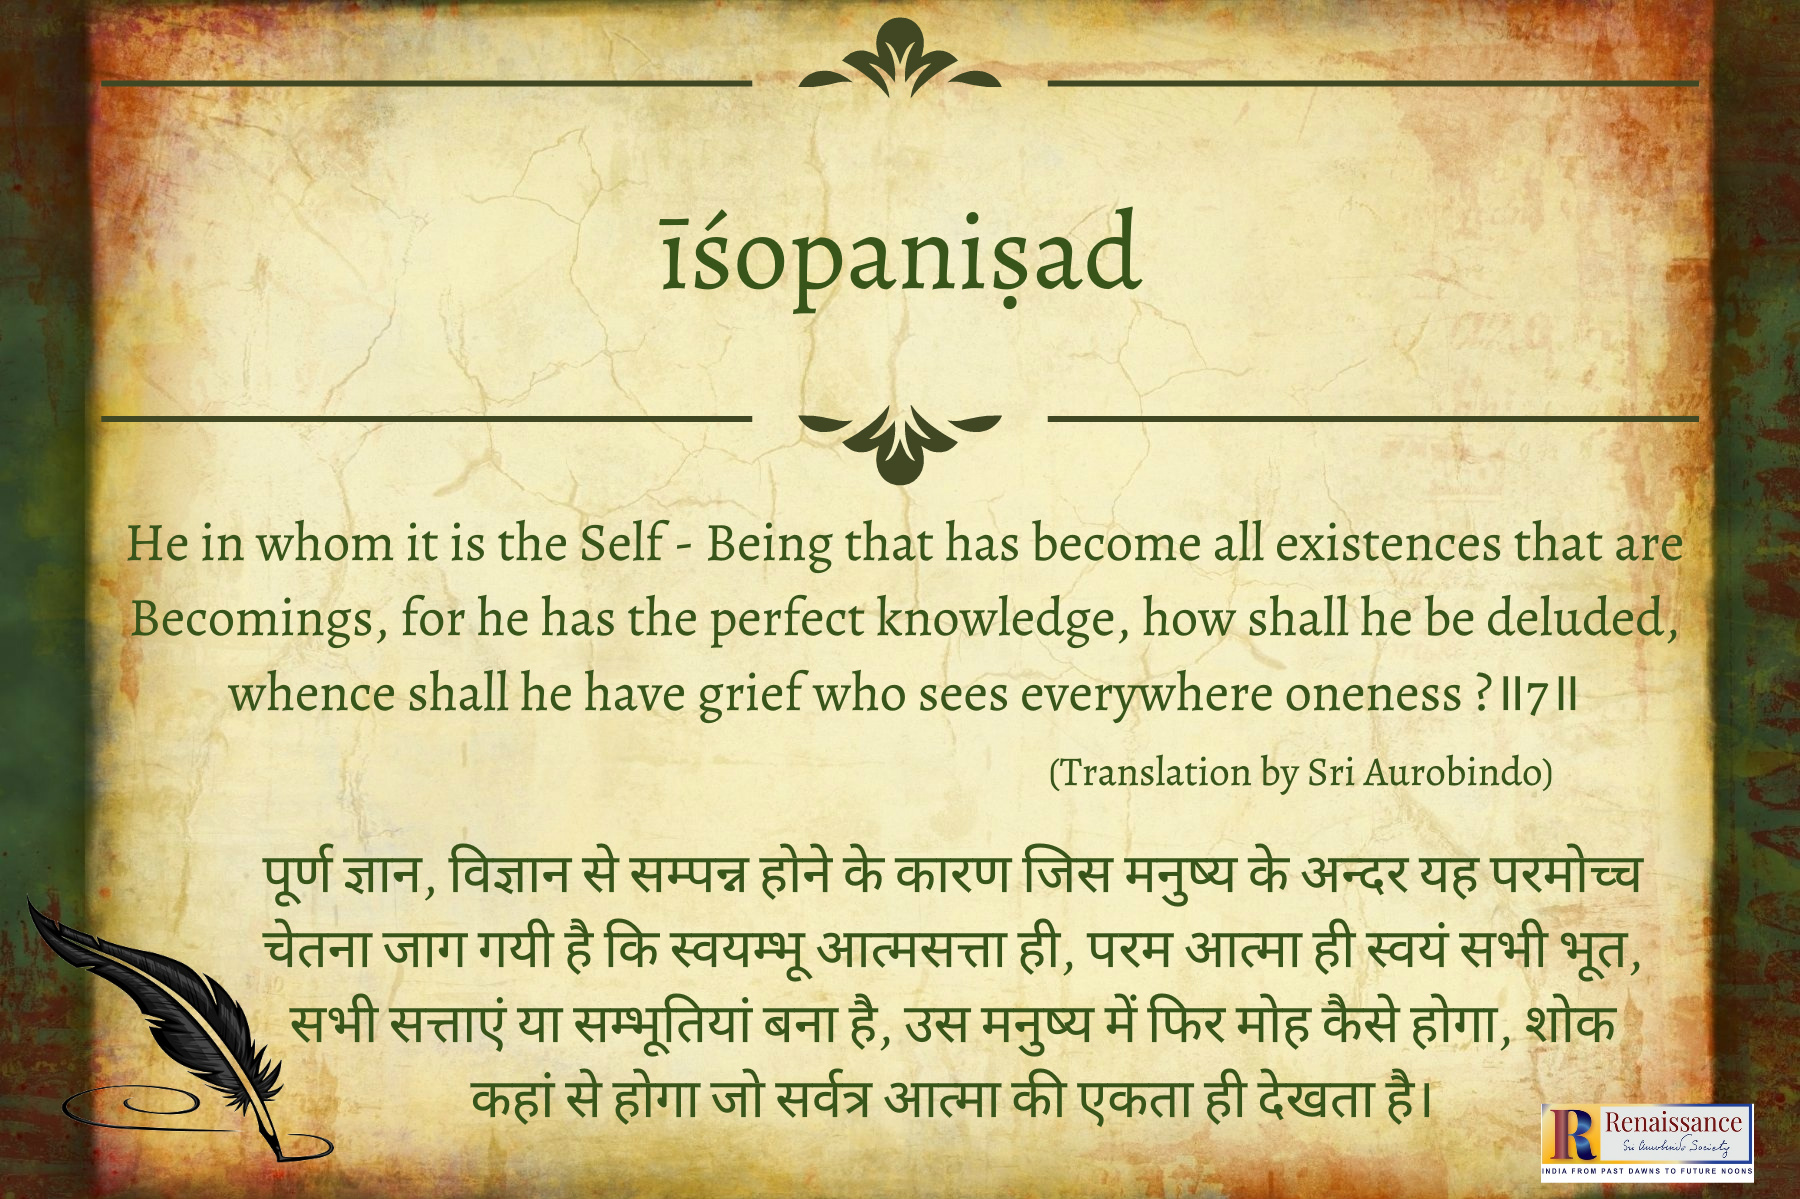 īśopaniṣad
He in whom it is the Self - Being that has become all existences that are
Becomings, for he has the perfect knowledge, how shall he be deluded,
whence shall he have grief who sees everywhere oneness ?॥7॥
(Translation by Sri Aurobindo)
पूर्ण ज्ञान, विज्ञान से सम्पन्न होने के कारण जिस मनुष्य के अन्दर यह परमोच्च
चेतना जाग गयी है कि स्वयम्भू आत्मसत्ता ही, परम आत्मा ही स्वयं सभी भूत,
सभी सत्ताएं या सम्भूतियां बना है, उस मनुष्य में फिर मोह कैसे होगा, शोक
कहां से होगा जो सर्वत्र आत्मा की एकता ही देखता है।
R Renaissance
Sri Aurobindo Society
INDIA FROM PAST DAWNS TO FUTURE NOONS